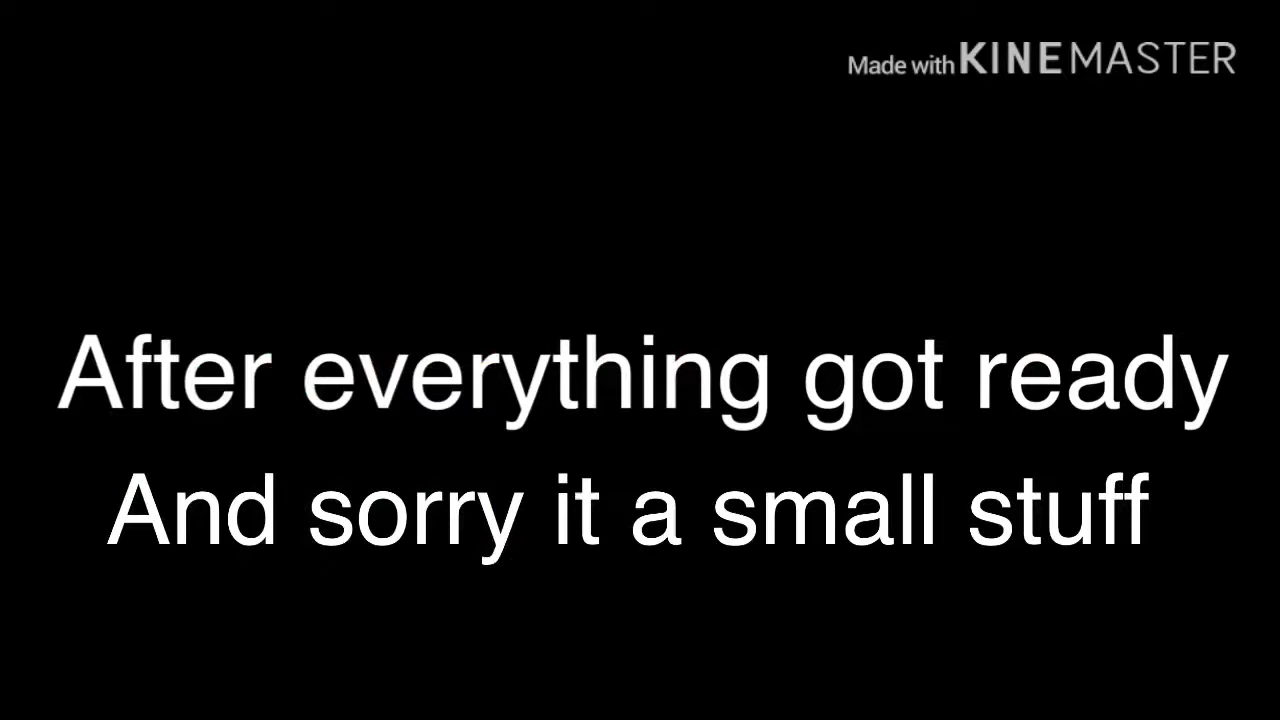 Made with KINEMASTER
After everything got ready
And sorry it a small stuff